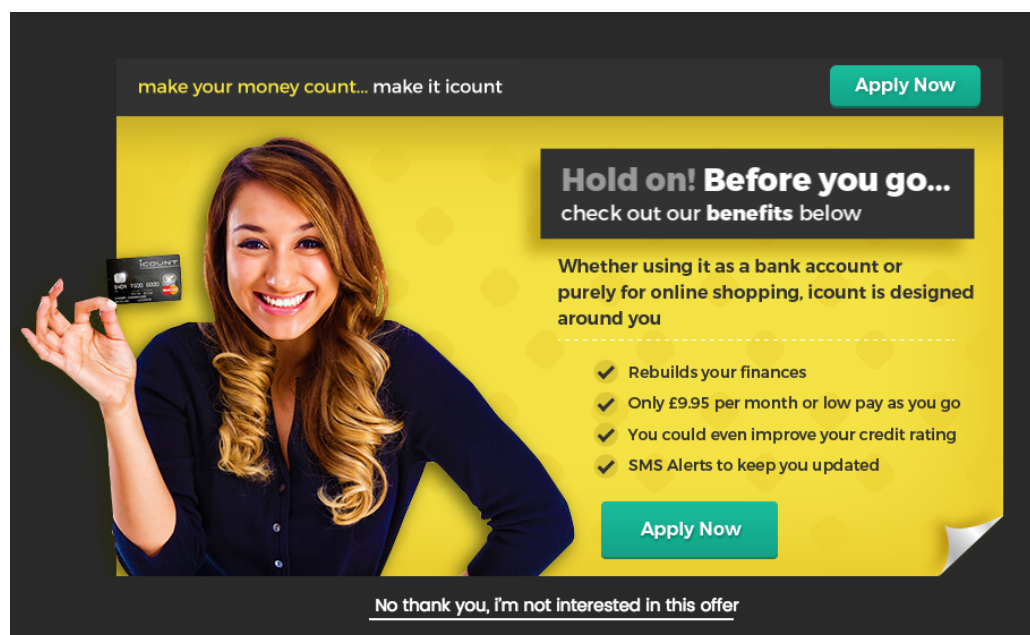 make your money count... make it icount
Apply Now
Hold on! Before you go...
check out our benefits below
icount
Whether using it as a bank account or
purely for online shopping, icount is designed
around you
Rebuilds your finances
Only £9.95 per month or low pay as you go
You could even improve your credit rating
SMS Alerts to keep you updated
Apply Now
No thank you, i'm not interested in this offer